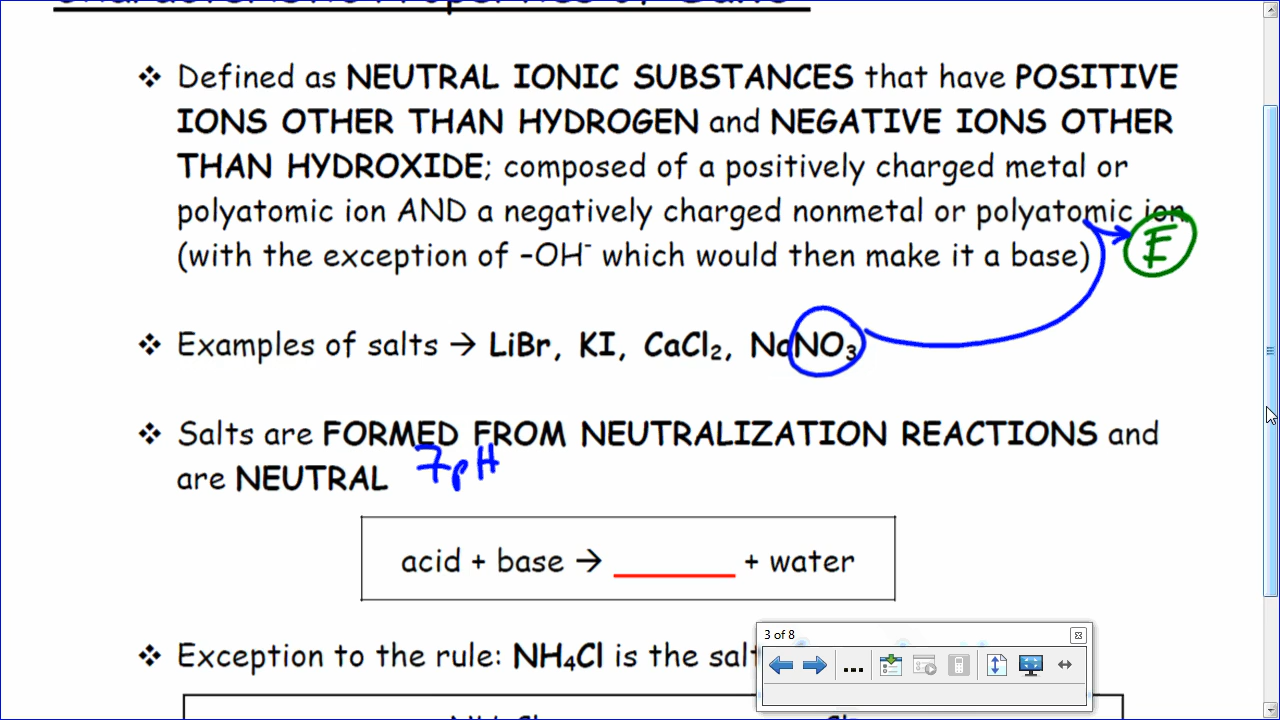 ❖ Defined as NEUTRAL IONIC SUBSTANCES that have POSITIVE
IONS OTHER THAN HYDROGEN and NEGATIVE IONS OTHER
THAN HYDROXIDE; composed of a positively charged metal or
polyatomic ion AND a negatively charged nonmetal or polyatomic ion
(with the exception of –OH⁻ which would then make it a base)
E
❖ Examples of salts → LiBr, KI, CaCl₂, NaNO₃
❖ Salts are FORMED FROM NEUTRALIZATION REACTIONS and
are NEUTRAL 7pH
acid + base → ________ + water
❖ Exception to the rule: NH₄Cl is the salt
3 of 8